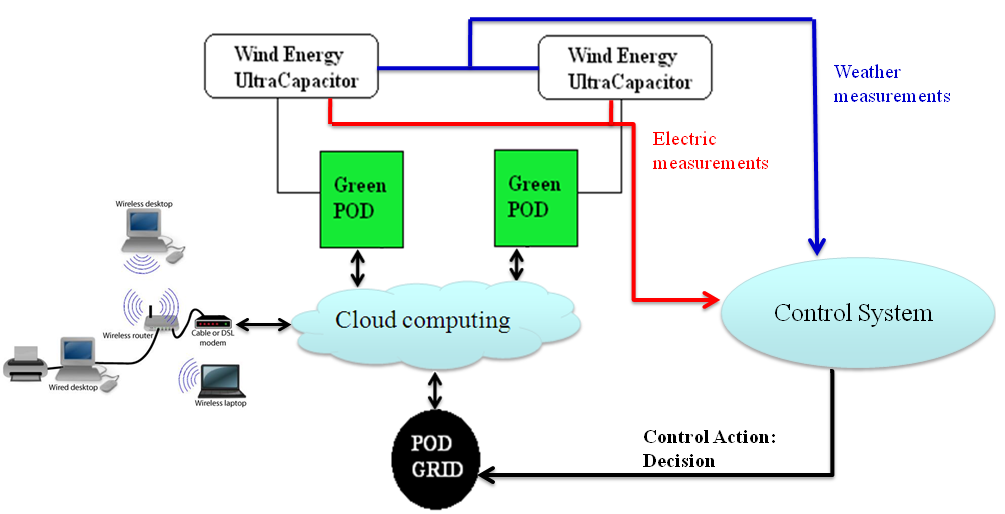 Wind Energy
UltraCapacitor
Wind Energy
UltraCapacitor
Weather
measurements
Electric
measurements
Green
POD
Green
POD
Wireless desktop
Wireless router
Cable or DSL
modem
Wired desktop
Wireless laptop
Cloud computing
Control System
POD
GRID
Control Action:
Decision